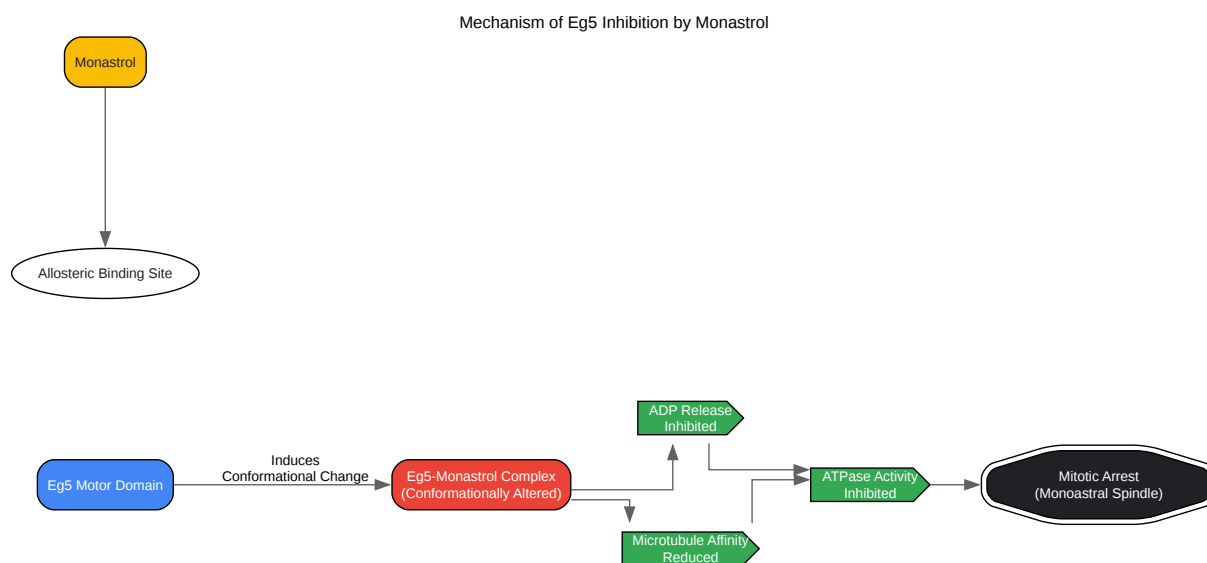 Mechanism of Eg5 Inhibition by Monastrol
Monastrol
Allosteric Binding Site
Eg5 Motor Domain
Induces
Conformational Change
Eg5-Monastrol Complex
(Conformationally Altered)
ADP Release
Inhibited
Microtubule Affinity
Reduced
ATPase Activity
Inhibited
Mitotic Arrest
(Monoastral Spindle)